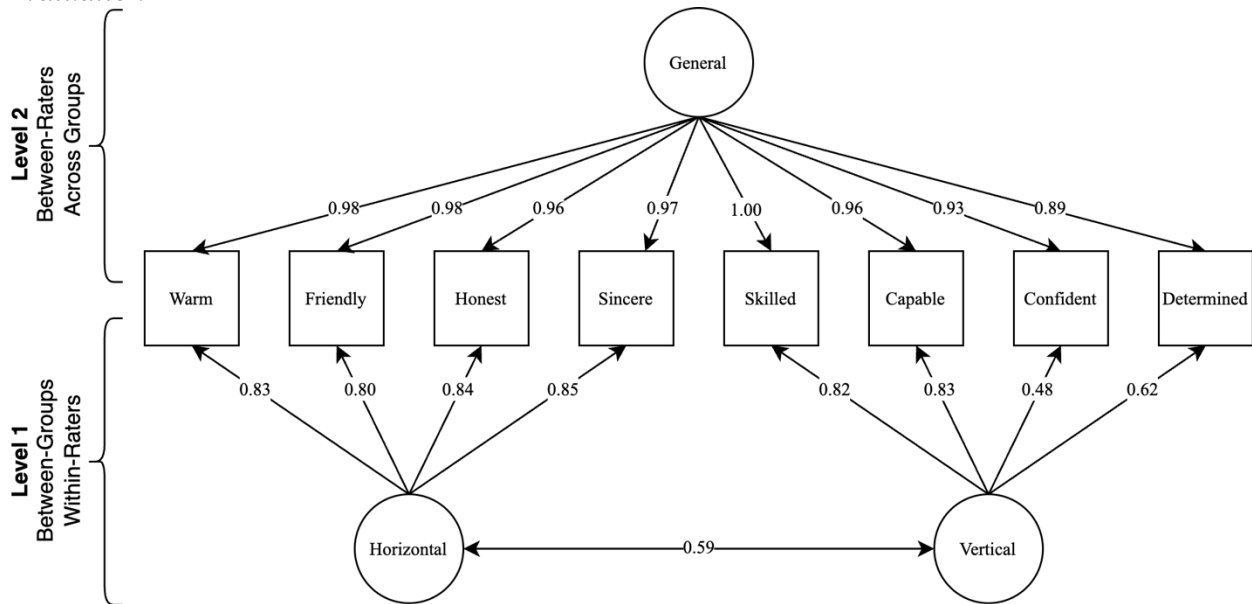 General
Level 2
Between-Raters
Across Groups
0.98 0.98 0.96 0.97 1.00 0.96 0.93 0.89
Warm Friendly Honest Sincere Skilled Capable Confident Determined
Level 1
Between-Groups
Within-Raters
0.83 0.80 0.84 0.85 0.82 0.83 0.48 0.62
Horizontal 0.59 Vertical